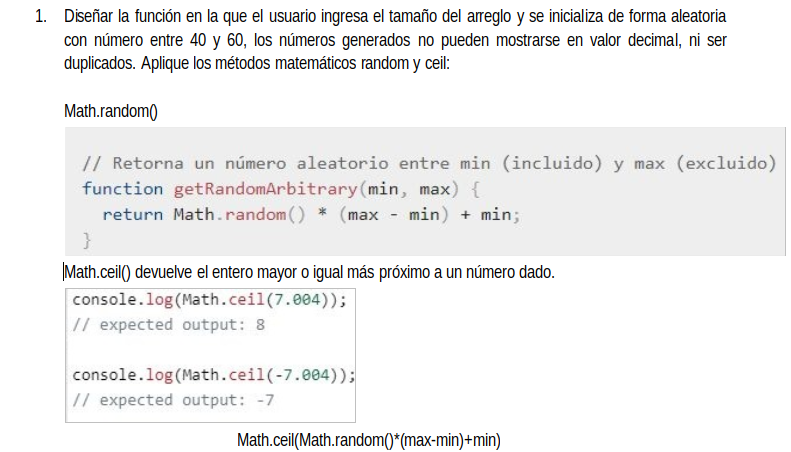 1. Diseñar la función en la que el usuario ingresa el tamaño del arreglo y se inicializa de forma aleatoria
con número entre 40 y 60, los números generados no pueden mostrarse en valor decimal, ni ser
duplicados. Aplique los métodos matemáticos random y ceil:
Math.random()
// Retorna un número aleatorio entre min (incluido) y max (excluido)
function getRandomArbitrary(min, max) {
return Math.random() * (max - min) + min;
}
Math.ceil() devuelve el entero mayor o igual más próximo a un número dado.
console.log(Math.ceil(7.004));
// expected output: 8
console.log(Math.ceil(-7.004));
// expected output: -7
Math.ceil(Math.random()*(max-min)+min)